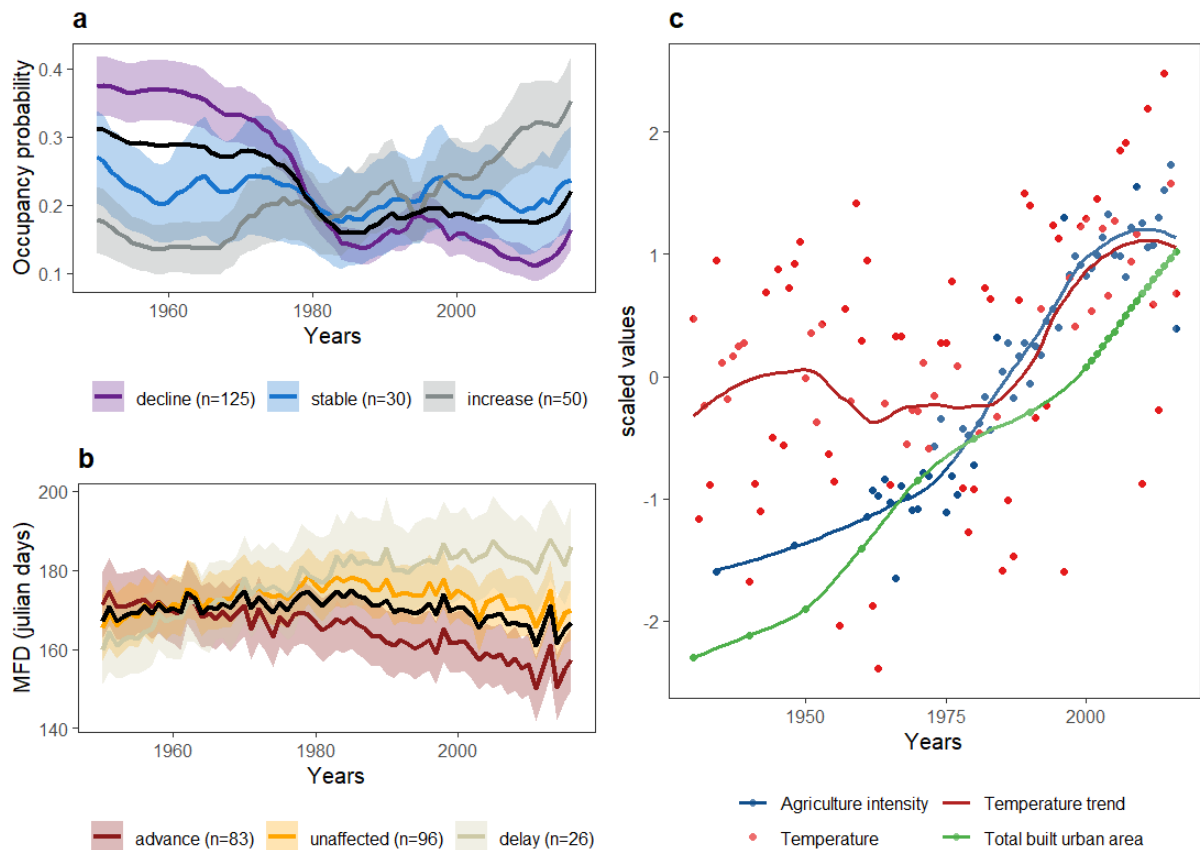 a
Occupancy probability
0.4
0.3
0.2
0.1
1960 1980 2000
Years
decline (n=125) stable (n=30) increase (n=50)
b
MFD (julian days)
200
180
160
140
1960 1980 2000
Years
advance (n=83) unaffected (n=96) delay (n=26)
c
scaled values
2
1
0
-1
-2
1950 1975 2000
Years
Agriculture intensity Temperature trend
Temperature Total built urban area